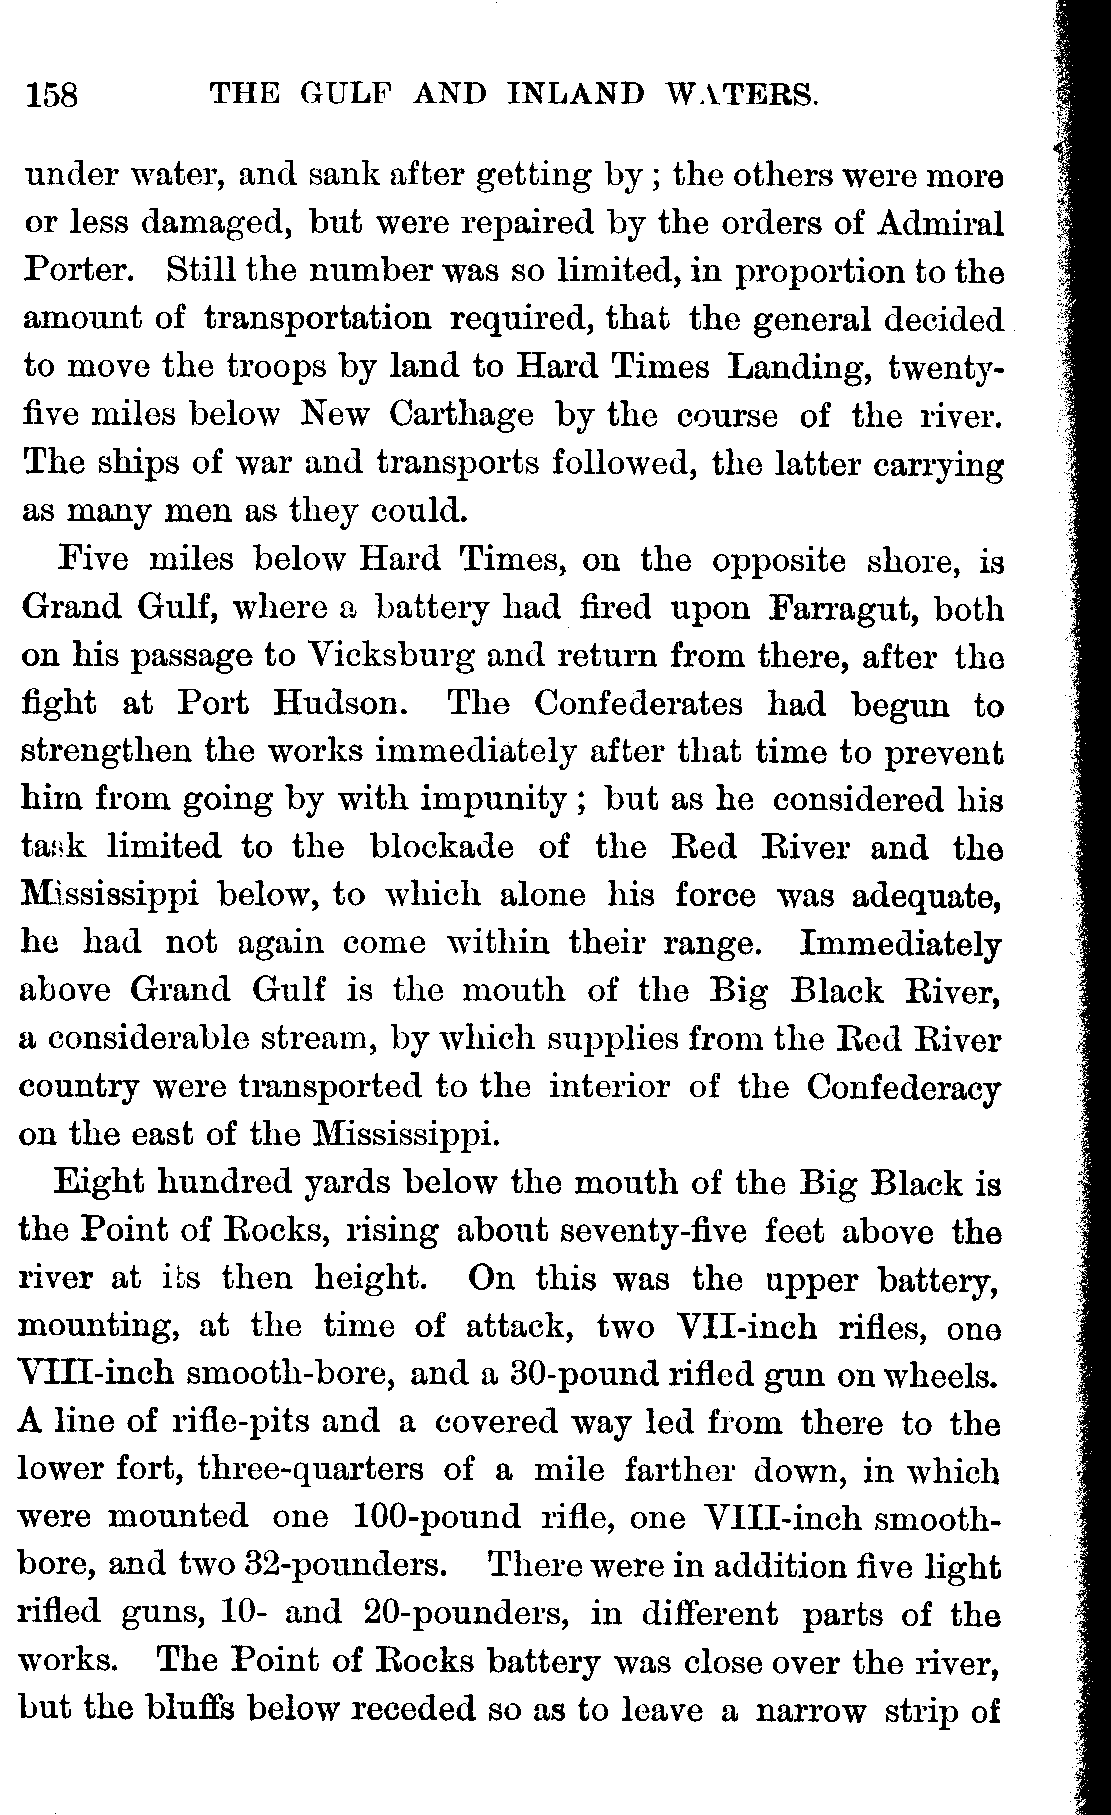 158 THE GULF AND INLAND WATERS.
under water, and sank after getting by; the others were more
or less damaged, but were repaired by the orders of Admiral
Porter. Still the number was so limited, in proportion to the
amount of transportation required, that the general decided
to move the troops by land to Hard Times Landing, twenty-
five miles below New Carthage by the course of the river.
The ships of war and transports followed, the latter carrying
as many men as they could.
Five miles below Hard Times, on the opposite shore, is
Grand Gulf, where a battery had fired upon Farragut, both
on his passage to Vicksburg and return from there, after the
fight at Port Hudson. The Confederates had begun to
strengthen the works immediately after that time to prevent
him from going by with impunity; but as he considered his
task limited to the blockade of the Red River and the
Mississippi below, to which alone his force was adequate,
he had not again come within their range. Immediately
above Grand Gulf is the mouth of the Big Black River,
a considerable stream, by which supplies from the Red River
country were transported to the interior of the Confederacy
on the east of the Mississippi.
Eight hundred yards below the mouth of the Big Black is
the Point of Rocks, rising about seventy-five feet above the
river at its then height. On this was the upper battery,
mounting, at the time of attack, two VII-inch rifles, one
VIII-inch smooth-bore, and a 30-pound rifled gun on wheels.
A line of rifle-pits and a covered way led from there to the
lower fort, three-quarters of a mile farther down, in which
were mounted one 100-pound rifle, one VIII-inch smooth-
bore, and two 32-pounders. There were in addition five light
rifled guns, 10- and 20-pounders, in different parts of the
works. The Point of Rocks battery was close over the river,
but the bluffs below receded so as to leave a narrow strip of